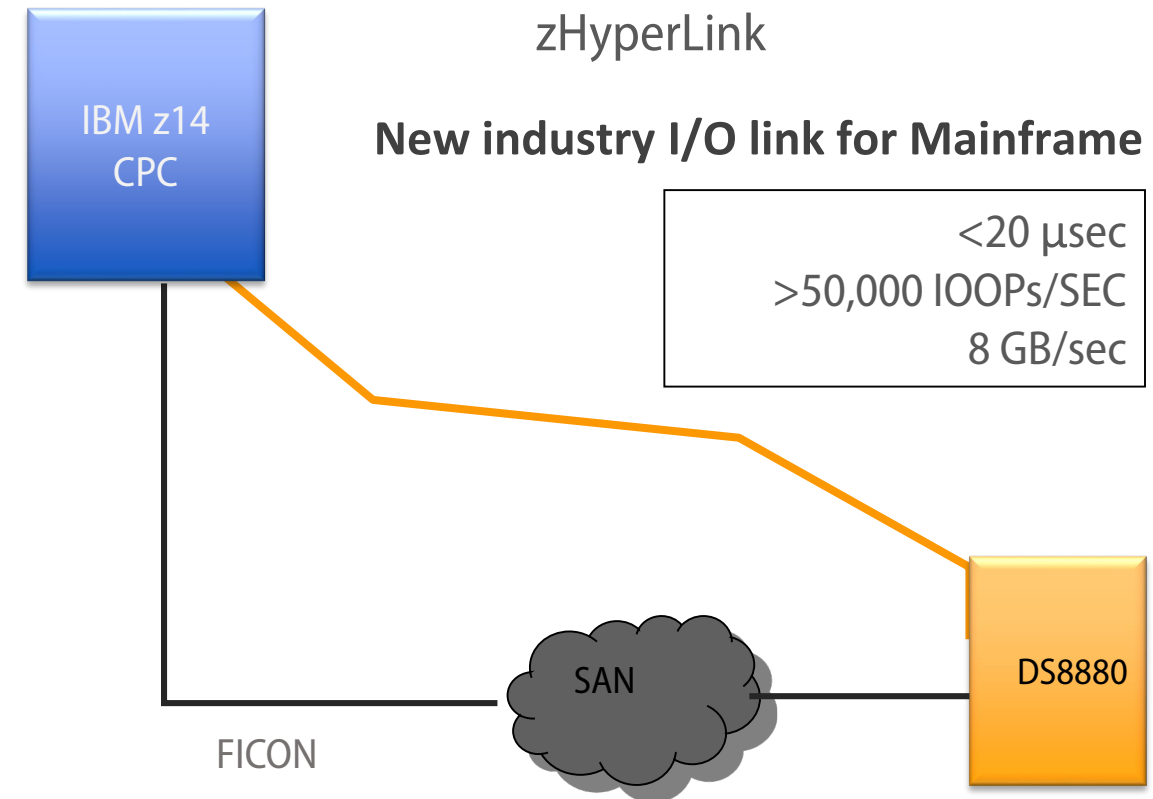 zHyperLink
IBM z14
CPC
New industry I/O link for Mainframe
<20 µsec
>50,000 IOOPs/SEC
8 GB/sec
SAN
DS8880
FICON